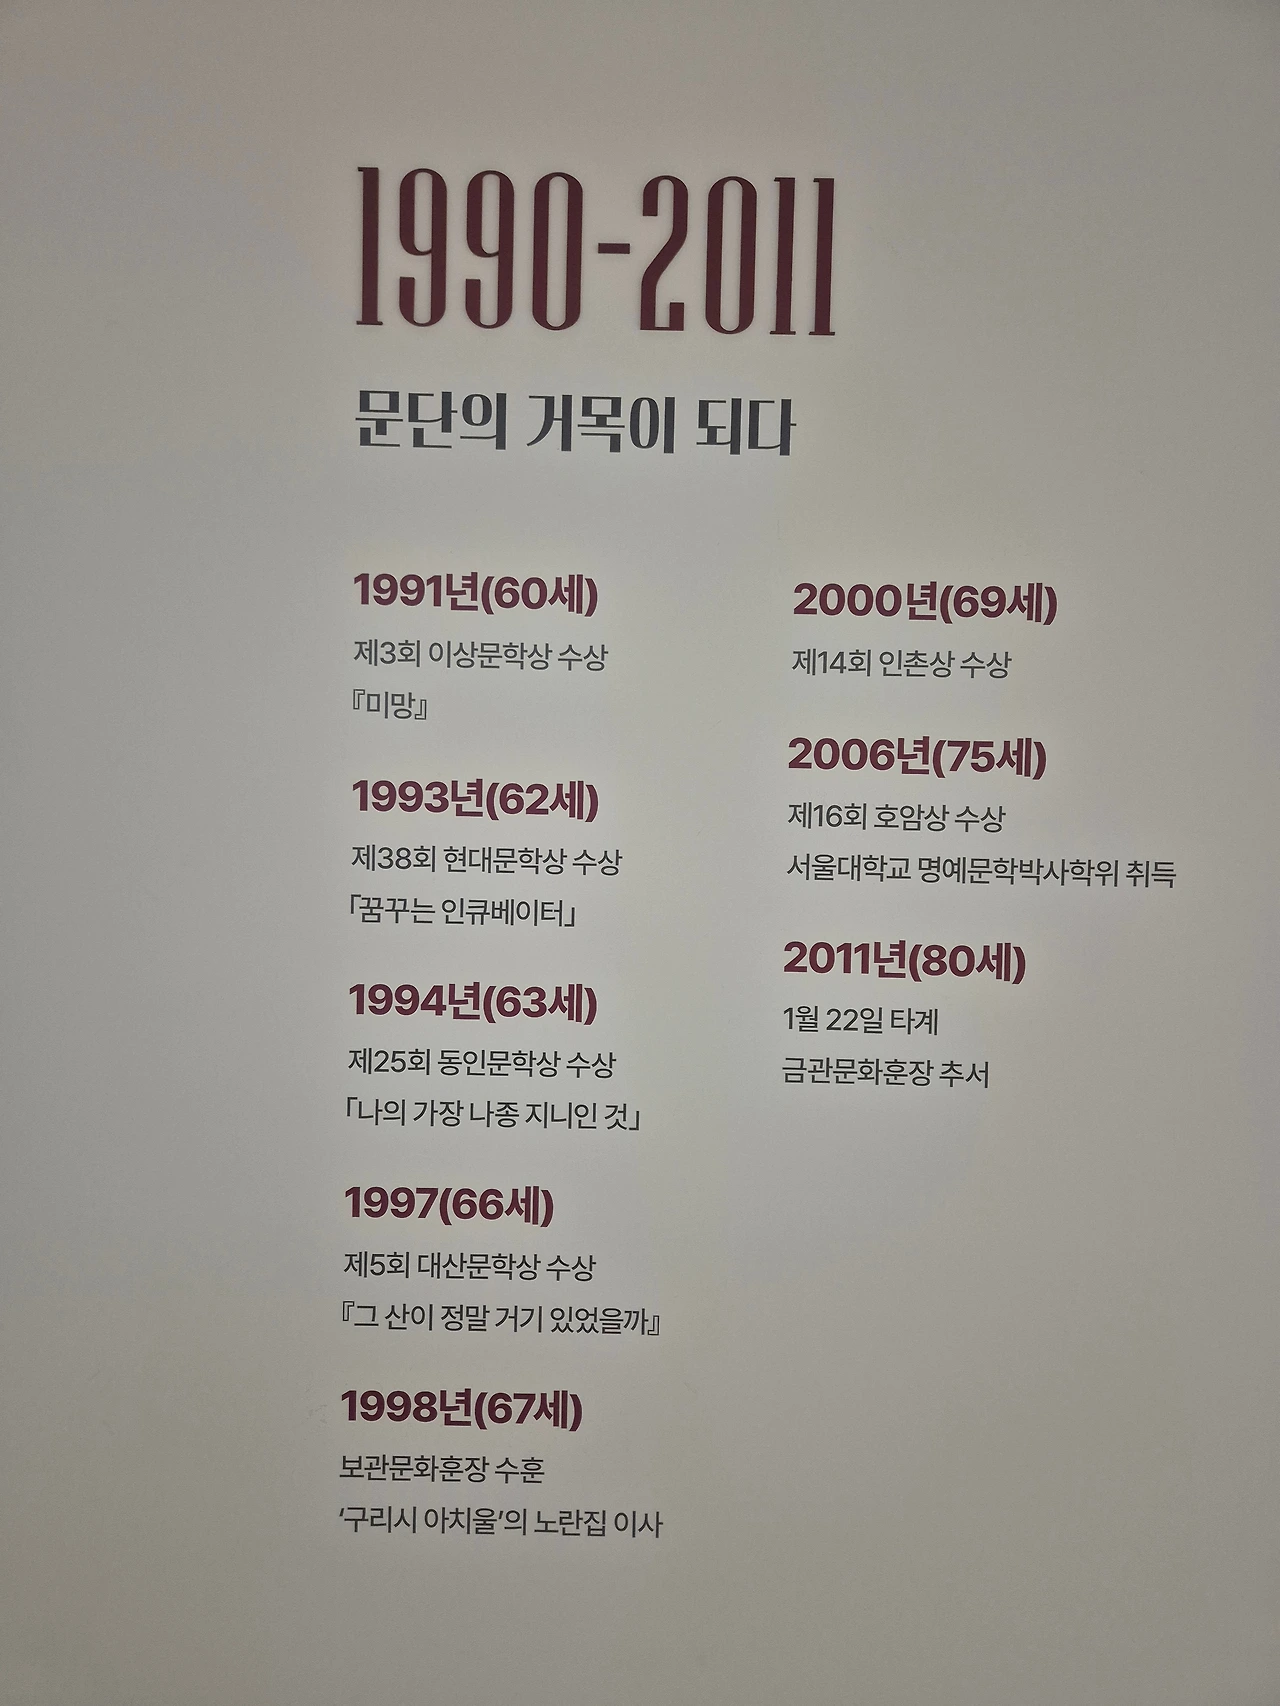 1990-2011
문단의 거목이 되다
1991년(60세)
제3회 이상문학상 수상
『미망』
1993년(62세)
제38회 현대문학상 수상
「꿈꾸는 인큐베이터」
1994년(63세)
제25회 동인문학상 수상
「나의 가장 나종 지니인 것」
1997(66세)
제5회 대산문학상 수상
『그 산이 정말 거기 있었을까』
1998년(67세)
보관문화훈장 수훈
‘구리시 아치울’의 노란집 이사
2000년(69세)
제14회 인촌상 수상
2006년(75세)
제16회 호암상 수상
서울대학교 명예문학박사학위 취득
2011년(80세)
1월 22일 타계
금관문화훈장 추서